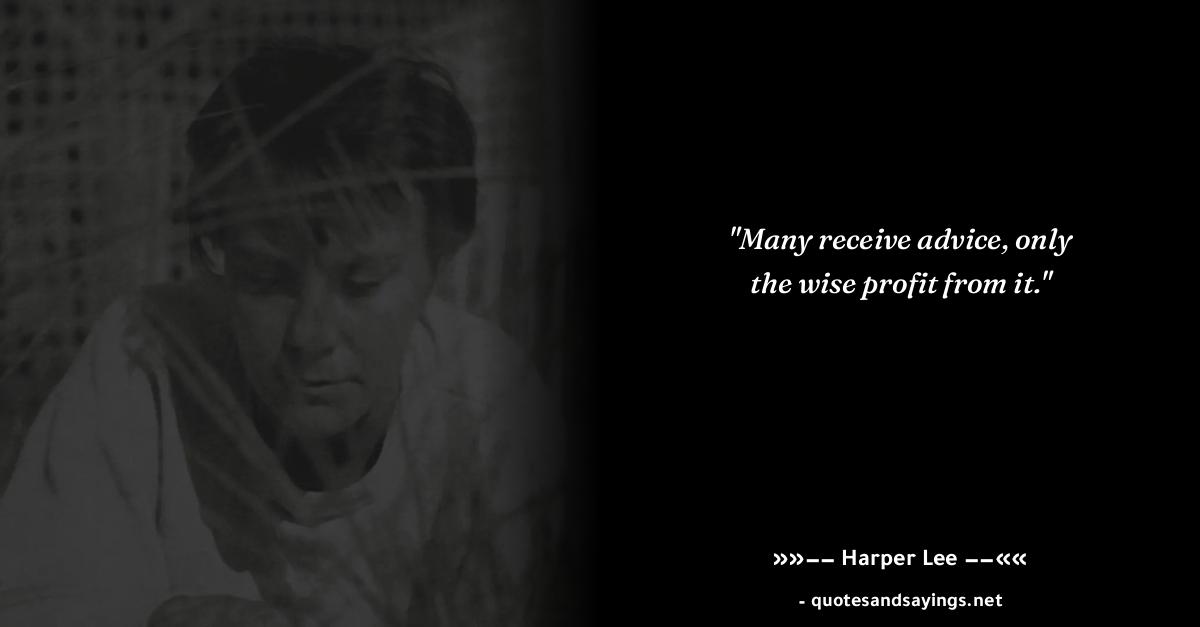 "Many receive advice, only
the wise profit from it."
»»–– Harper Lee ––««
- quotesandsayings.net